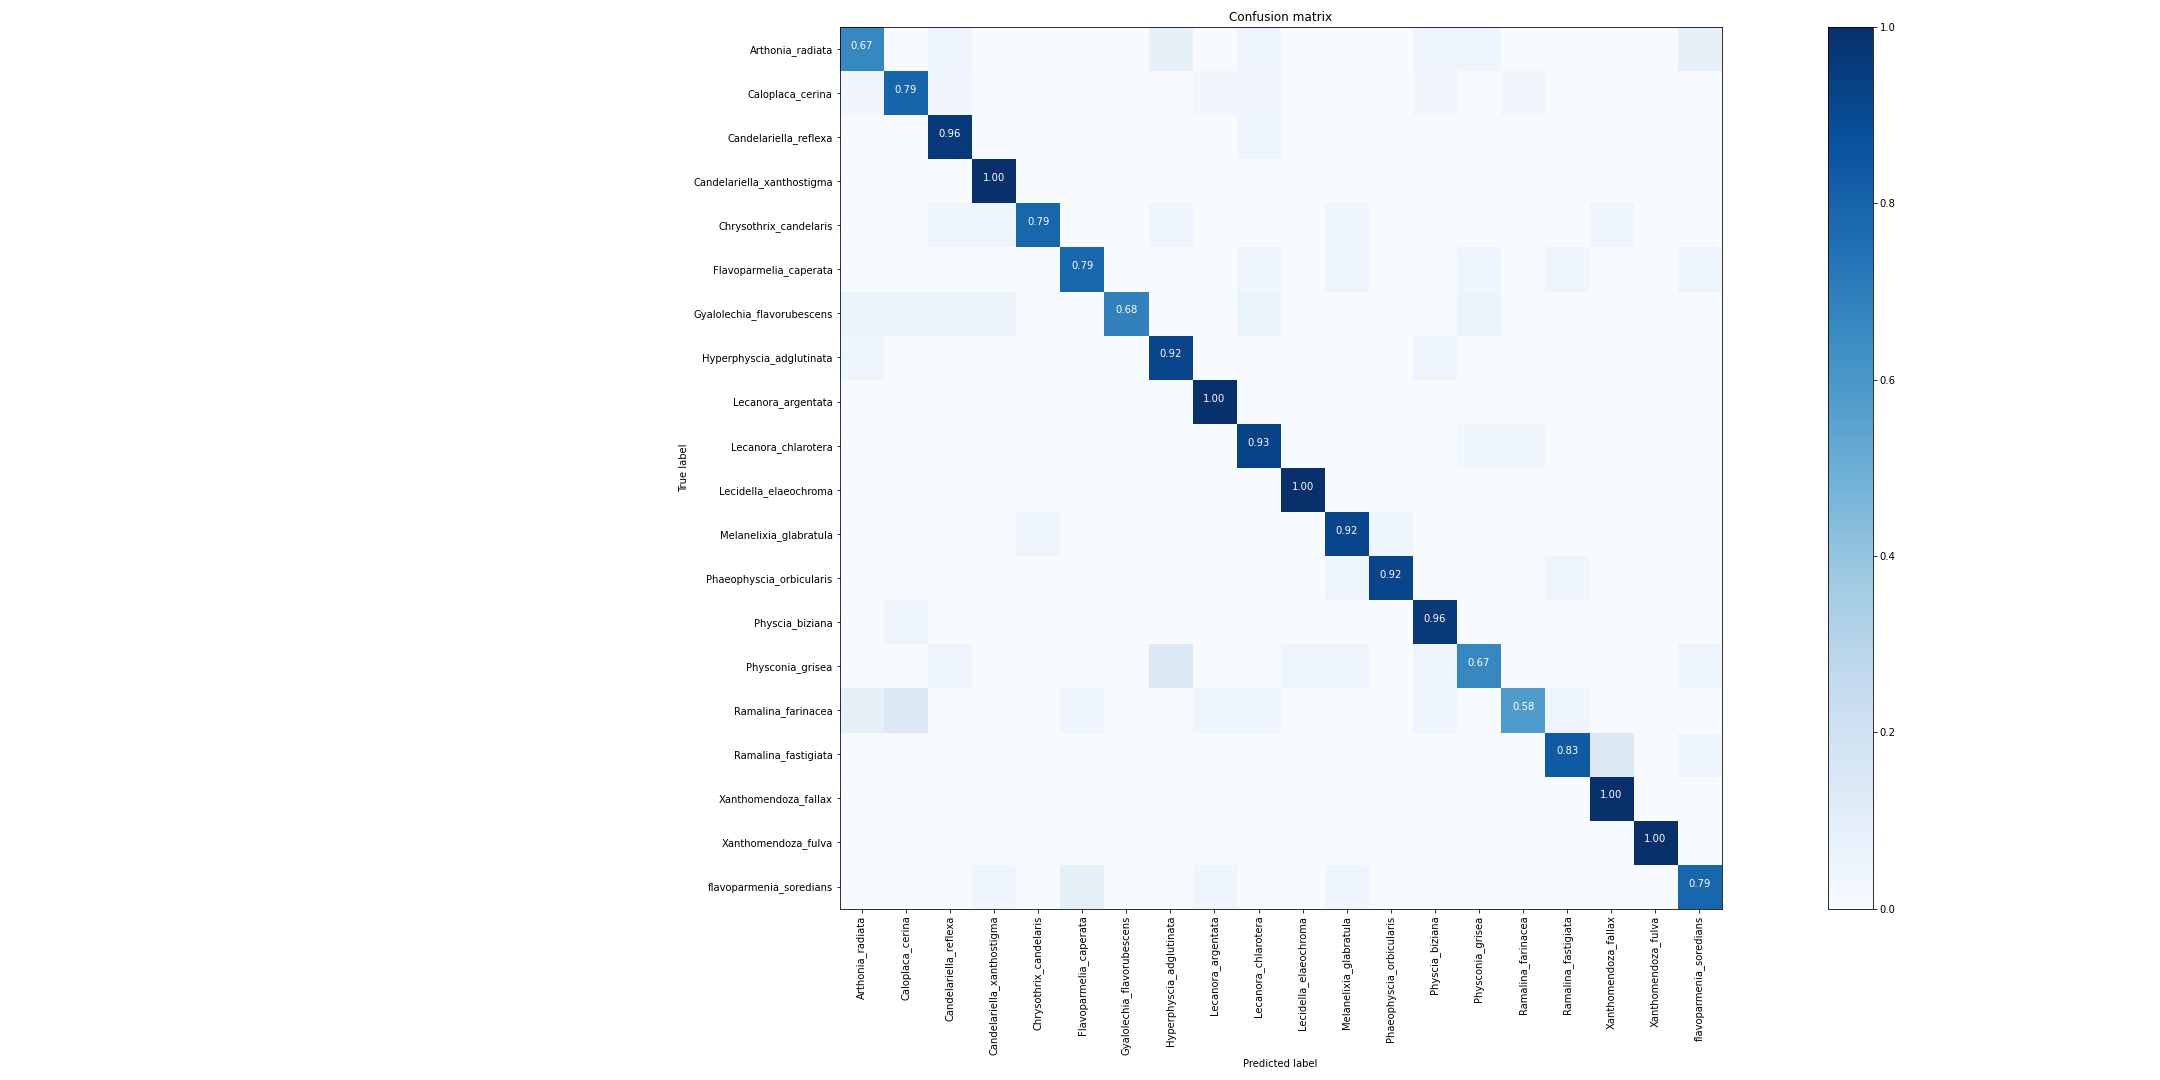 Confusion matrix
Arthonia_radiata
Caloplaca_cerina
Candelariella_reflexa
Candelariella_xanthostigma
Chrysothrix_candelaris
Flavoparmelia_caperata
Gyalolechia_flavorubescens
Hyperphyscia_adglutinata
Lecanora_argentata
Lecanora_chlarotera
Lecidella_elaeochroma
Melanelixia_glabratula
Phaeophyscia_orbicularis
Physcia_biziana
Physconia_grisea
Ramalina_farinacea
Ramalina_fastigiata
Xanthomendoza_fallax
Xanthomendoza_fulva
flavoparmenia_soredians
True label
0.67
0.79
0.96
1.00
0.79
0.79
0.68
0.92
1.00
0.93
1.00
0.92
0.92
0.96
0.67
0.58
0.83
1.00
1.00
0.79
Arthonia_radiata
Caloplaca_cerina
Candelariella_reflexa
Candelariella_xanthostigma
Chrysothrix_candelaris
Flavoparmelia_caperata
Gyalolechia_flavorubescens
Hyperphyscia_adglutinata
Lecanora_argentata
Lecanora_chlarotera
Lecidella_elaeochroma
Melanelixia_glabratula
Phaeophyscia_orbicularis
Physcia_biziana
Physconia_grisea
Ramalina_farinacea
Ramalina_fastigiata
Xanthomendoza_fallax
Xanthomendoza_fulva
flavoparmenia_soredians
Predicted label
1.0
0.8
0.6
0.4
0.2
0.0